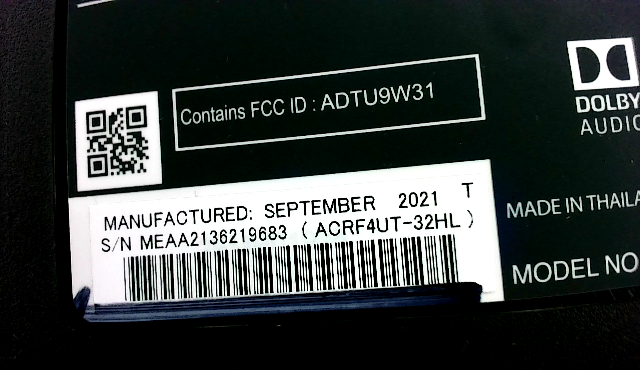 Contains FCC ID : ADTU9W31
DOLBY
AUDIO
MANUFACTURED: SEPTEMBER 2021 T
S/N MEAA2136219683 ( ACRF4UT-32HL )
MADE IN THAILA
MODEL NO